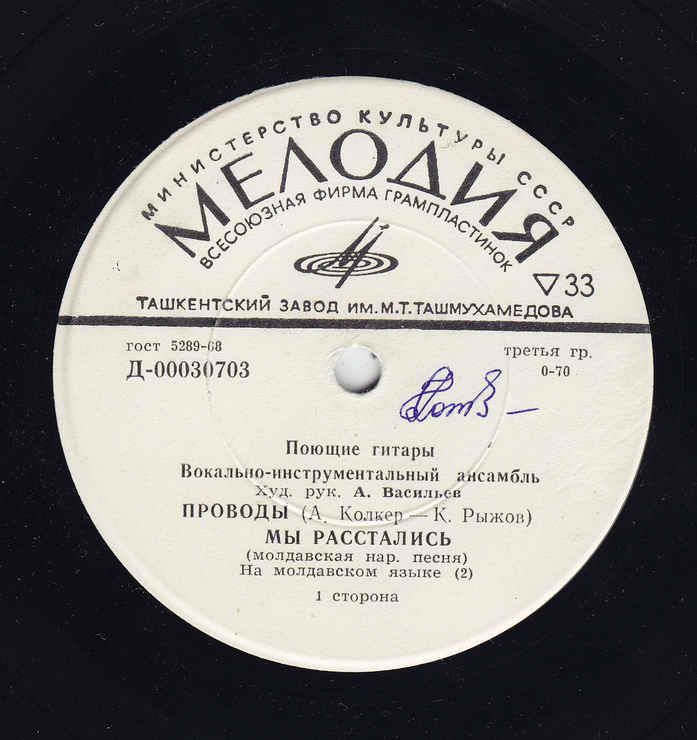 МИНИСТЕРСТВО КУЛЬТУРЫ СССР
МЕЛОДИЯ
ВСЕСОЮЗНАЯ ФИРМА ГРАМПЛАСТИНОК
▽33
ТАШКЕНТСКИЙ ЗАВОД ИМ.М.Т.ТАШМУХАМЕДОВА
гост 5289-68
третья гр.
Д-00030703
0-70
Поющие гитары
Вокально-инструментальный ансамбль
Худ. рук. А. Васильев
ПРОВОДЫ (А. Колкер — К. Рыжов)
МЫ РАССТАЛИСЬ
(молдавская нар. песня)
На молдавском языке (2)
1 сторона